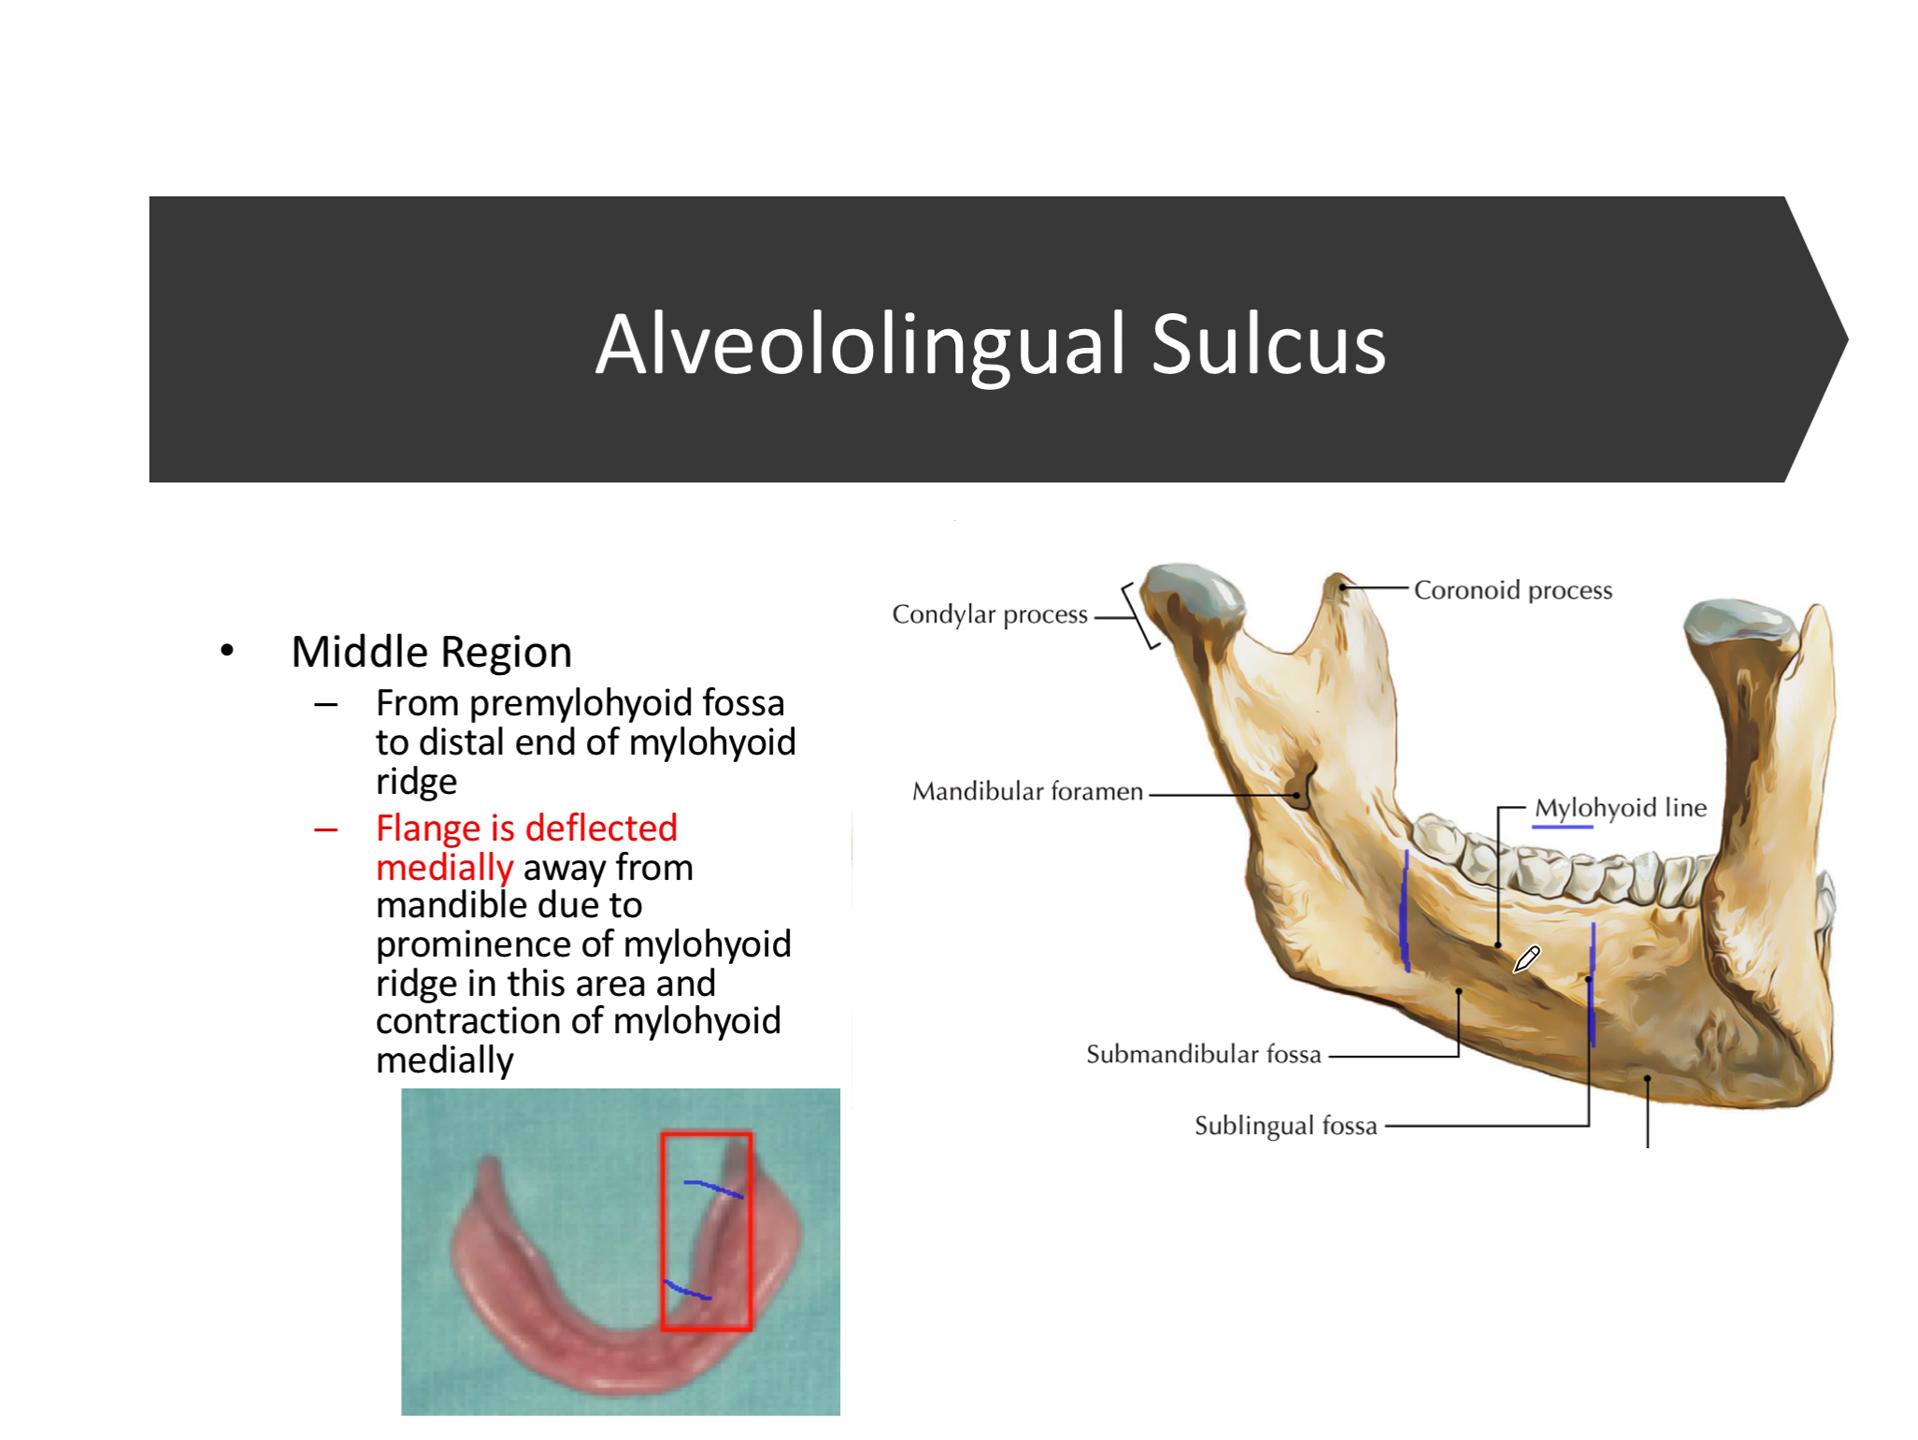 Alveololingual Sulcus
• Middle Region
– From premylohyoid fossa
to distal end of mylohyoid
ridge
– Flange is deflected
medially away from
mandible due to
prominence of mylohyoid
ridge in this area and
contraction of mylohyoid
medially
Condylar process
Coronoid process
Mandibular foramen
Mylohyoid line
Submandibular fossa
Sublingual fossa